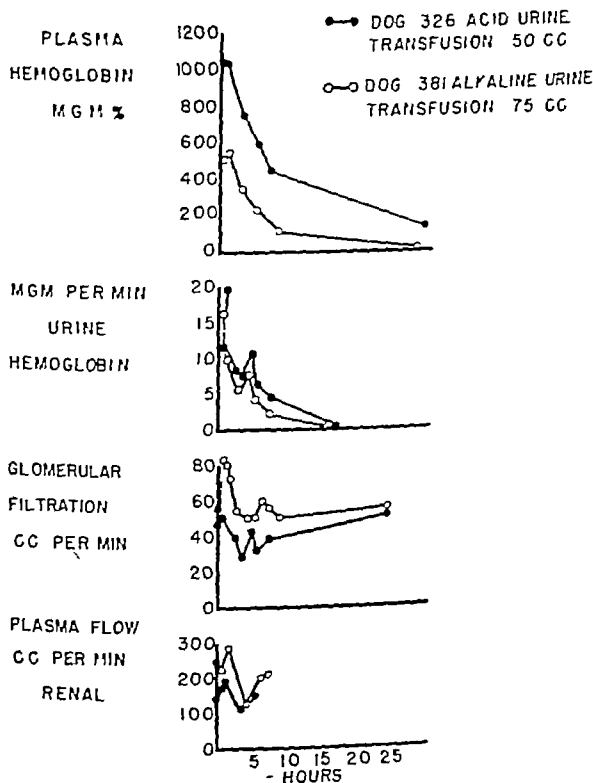 DOG 326 ACID URINE
TRANSFUSION 50 CC
DOG 381 ALKALINE URINE
TRANSFUSION 75 CC
PLASMA
HEMOGLOBIN
MGM %
1200
1000
800
600
400
200
0
MGM PER MIN
URINE
HEMOGLOBIN
20
15
10
5
0
GLOMERULAR
FILTRATION
CC PER MIN
80
60
40
20
0
PLASMA FLOW
CC PER MIN
RENAL
300
200
100
0
5 10 15 20 25
- HOURS